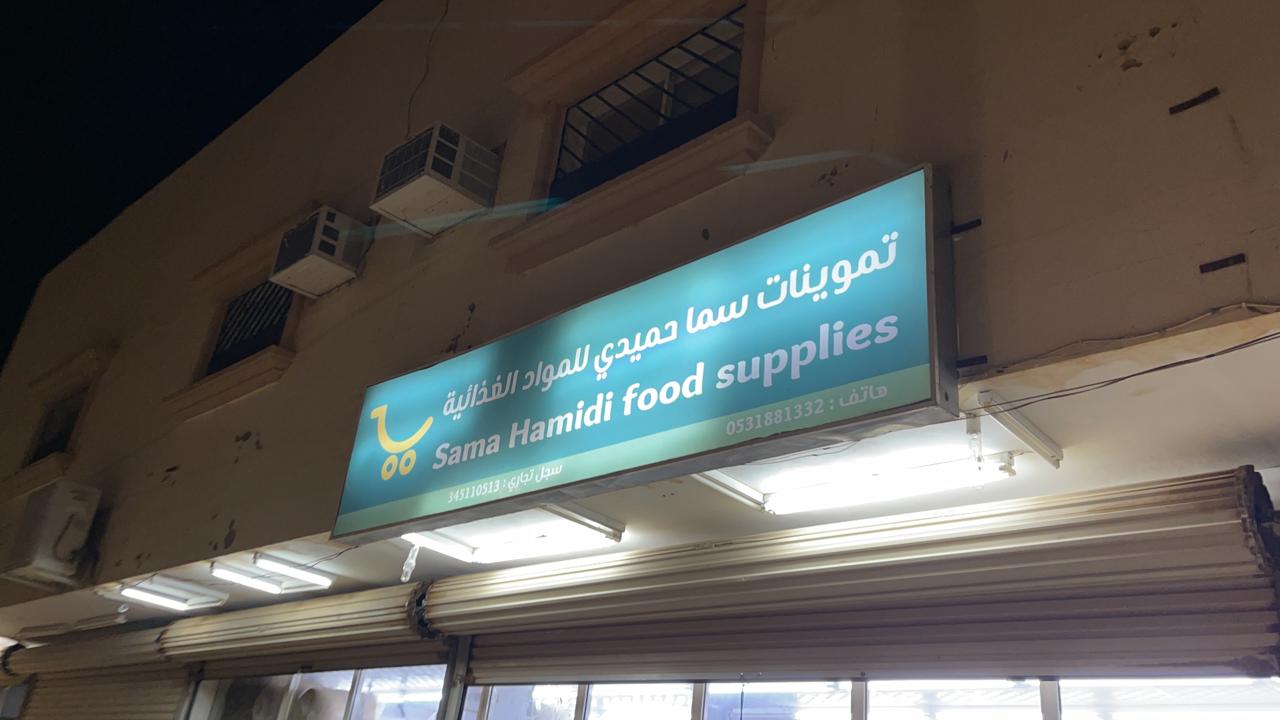 تموينات سما حميدي للمواد الغذائية
Sama Hamidi food supplies
هاتف : 0531881332
سجل تجاري : 345110513